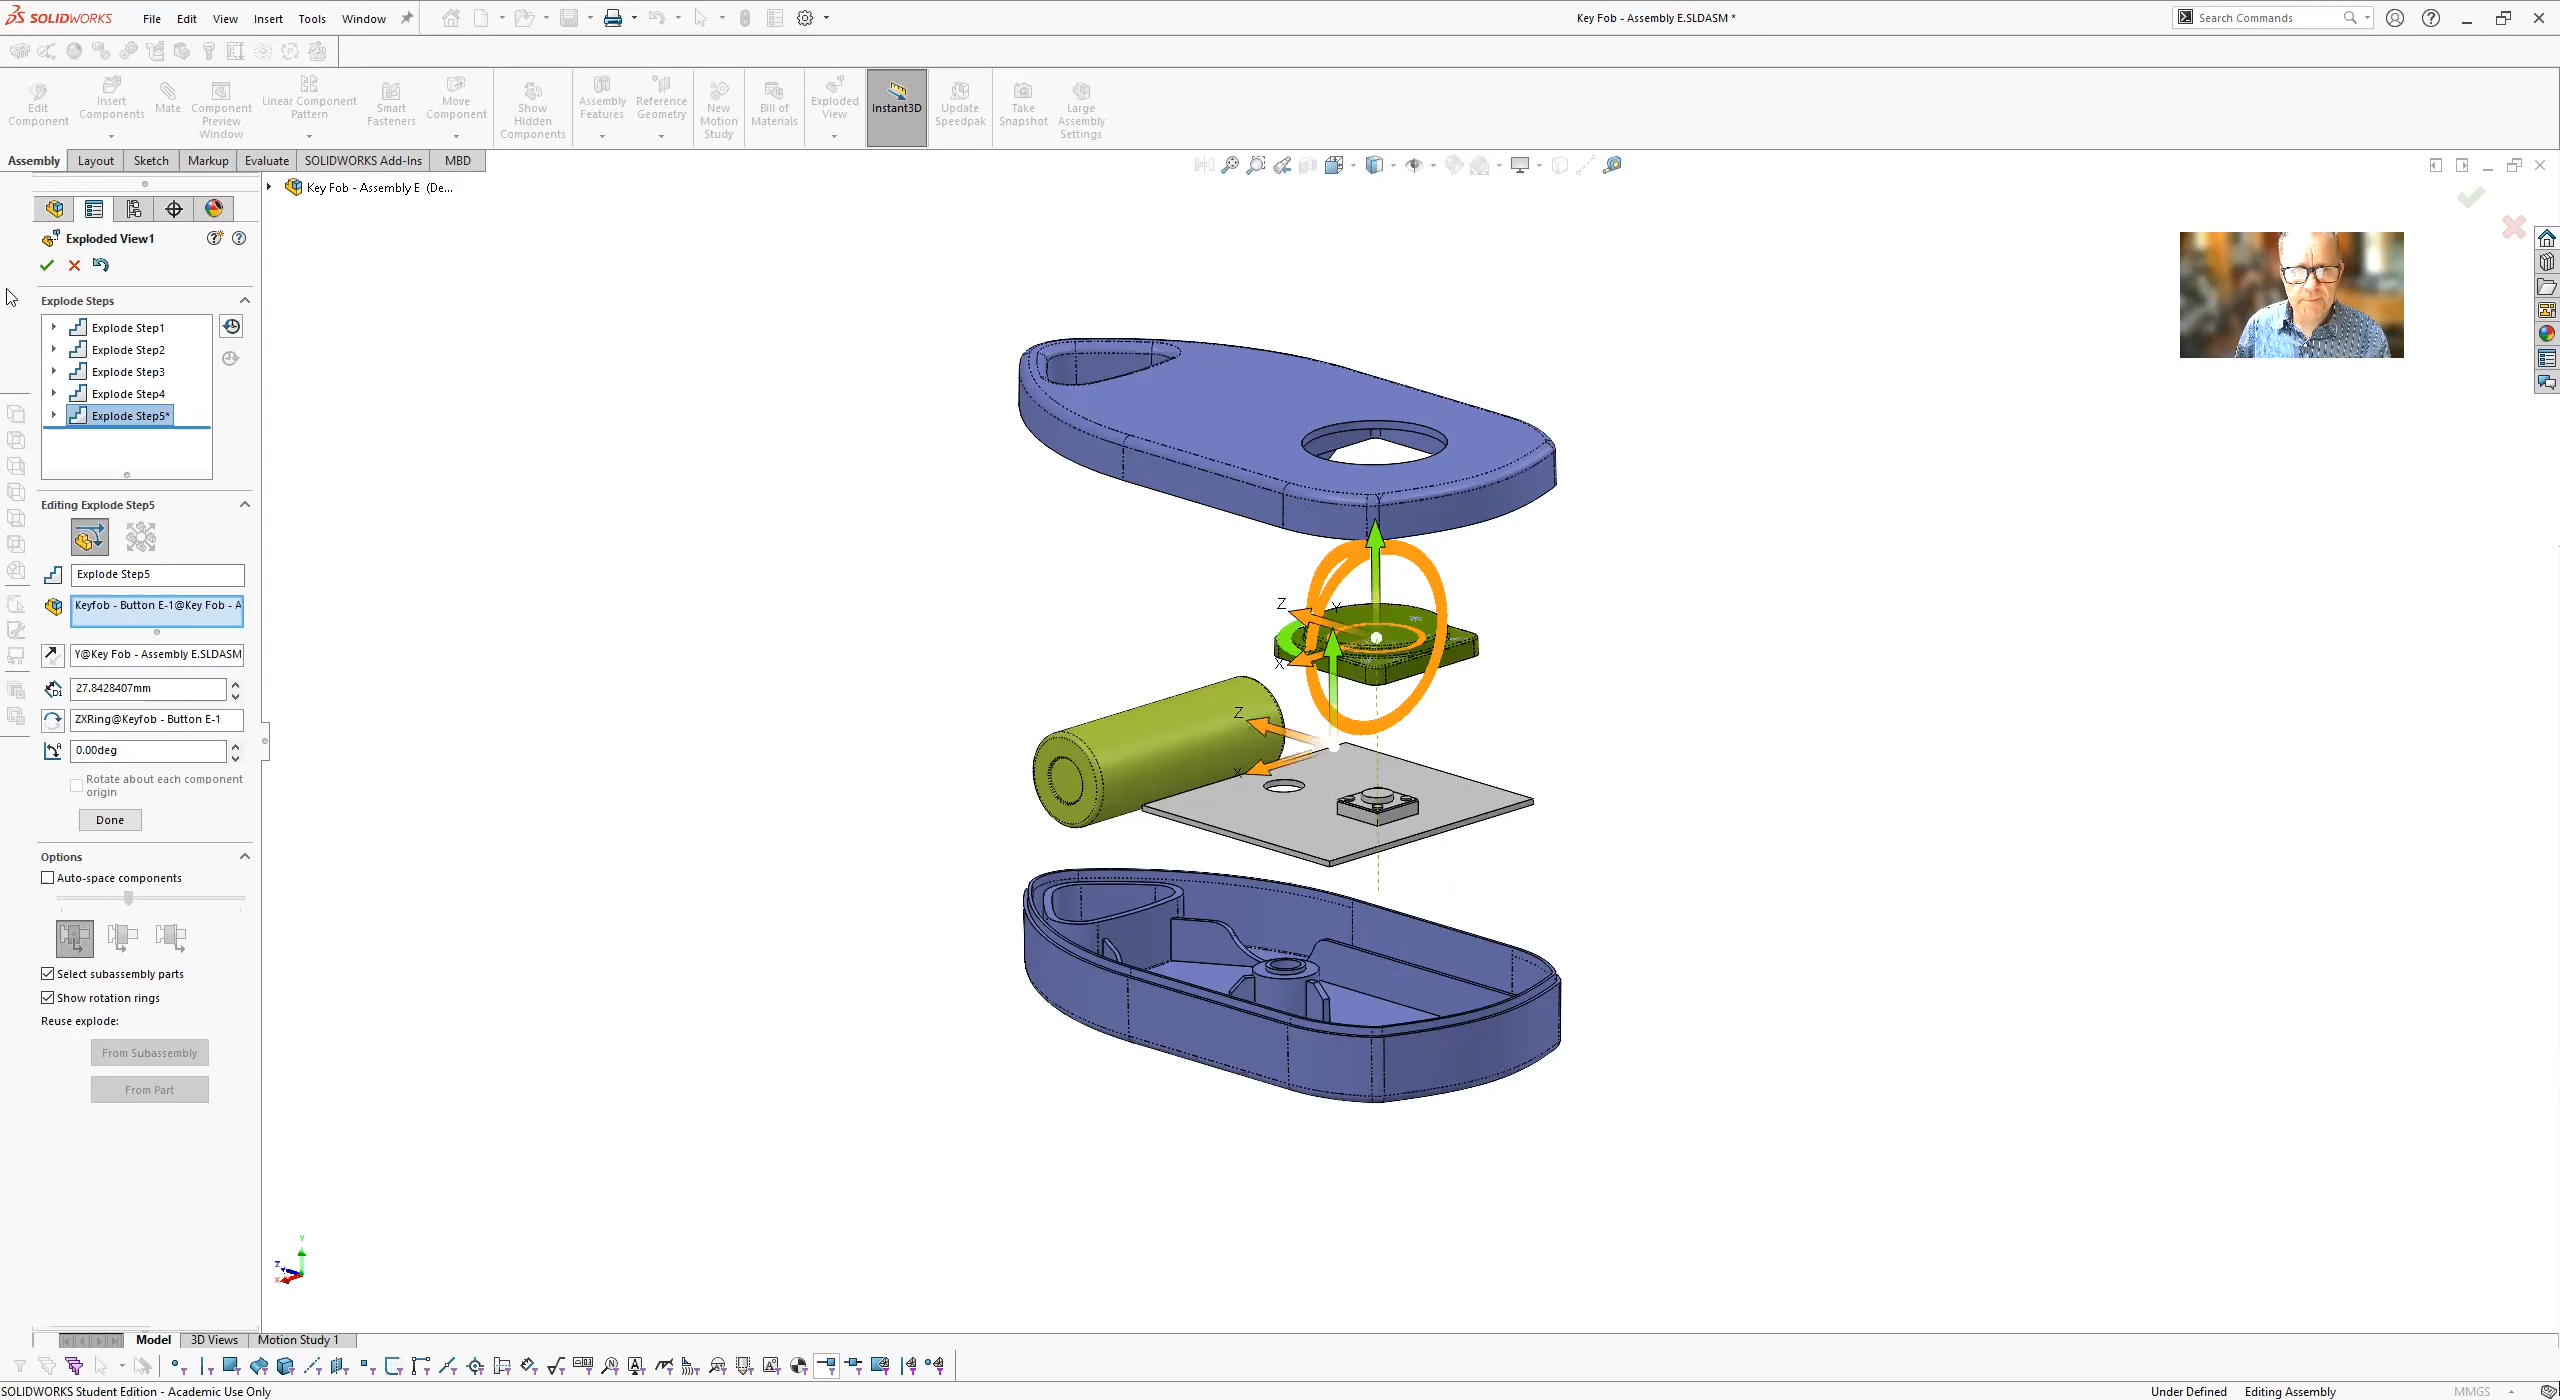 SOLIDWORKS File Edit View Insert Tools Window
Key Fob - Assembly E.SLDASM *
Search Commands
Edit Component
Insert Components
Mate
Component Preview Window
Linear Component Pattern
Smart Fasteners
Move Component
Show Hidden Components
Assembly Features
Reference Geometry
New Motion Study
Bill of Materials
Exploded View
Instant3D
Update Speedpak
Take Snapshot
Large Assembly Settings
Assembly Layout Sketch Markup Evaluate SOLIDWORKS Add-Ins MBD
Key Fob - Assembly E (De...
Exploded View1
Explode Steps
Explode Step1
Explode Step2
Explode Step3
Explode Step4
Explode Step5*
Editing Explode Step5
Explode Step5
Keyfob - Button E-1@Key Fob - A
Y@Key Fob - Assembly E.SLDASM
D1
27.8428407mm
ZXRing@Keyfob - Button E-1
0.00deg
Rotate about each component
origin
Done
Options
Auto-space components
Select subassembly parts
Show rotation rings
Reuse explode:
From Subassembly
From Part
Z
Y
X
Z
X
Y
Z
X
Model 3D Views Motion Study 1
SOLIDWORKS Student Edition - Academic Use Only
Under Defined Editing Assembly MMGS